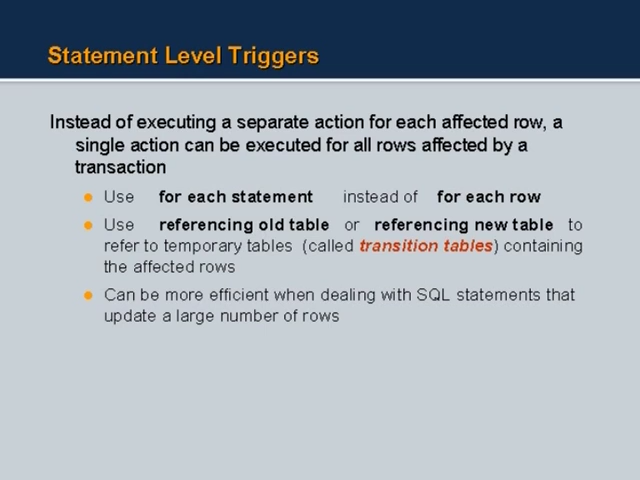 Statement Level Triggers
Instead of executing a separate action for each affected row, a
single action can be executed for all rows affected by a
transaction
Use for each statement instead of for each row
Use referencing old table or referencing new table to
refer to temporary tables (called transition tables) containing
the affected rows
Can be more efficient when dealing with SQL statements that
update a large number of rows